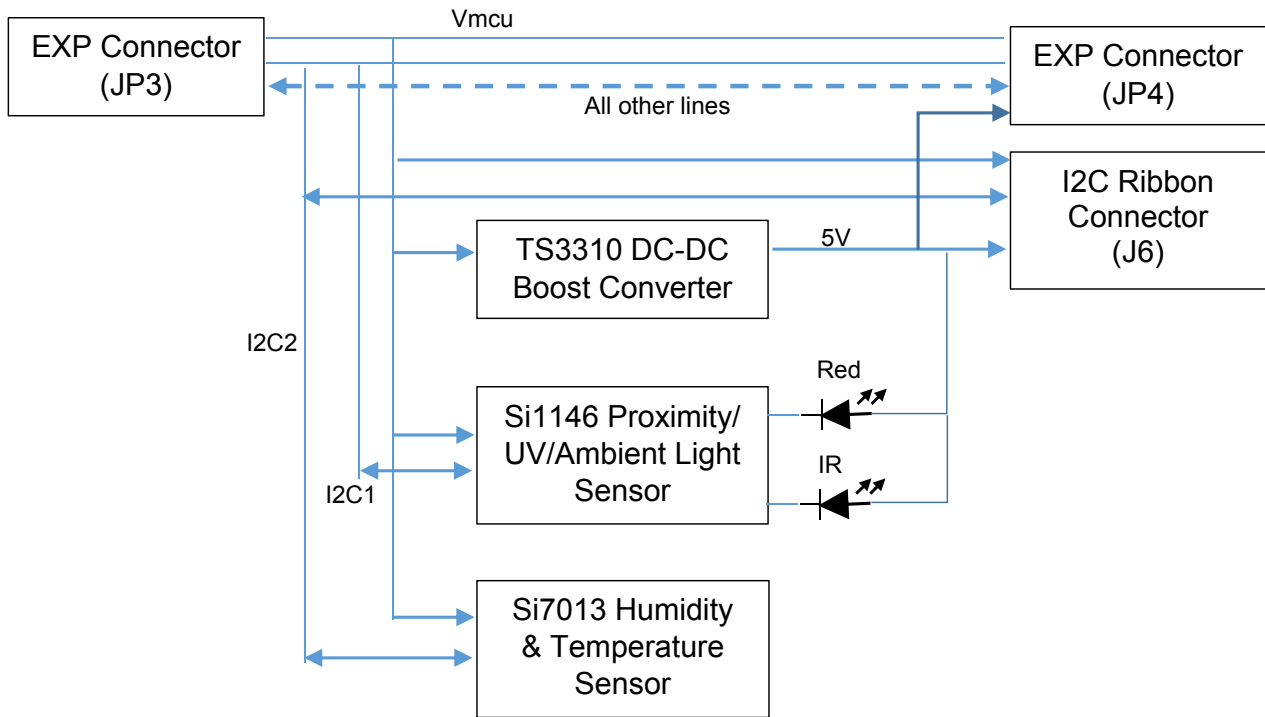 Vmcu
EXP Connector
(JP3)
EXP Connector
(JP4)
All other lines
I2C Ribbon
Connector
(J6)
TS3310 DC-DC
Boost Converter
5V
I2C2
Red
Si1146 Proximity/
UV/Ambient Light
Sensor
IR
I2C1
Si7013 Humidity
& Temperature
Sensor